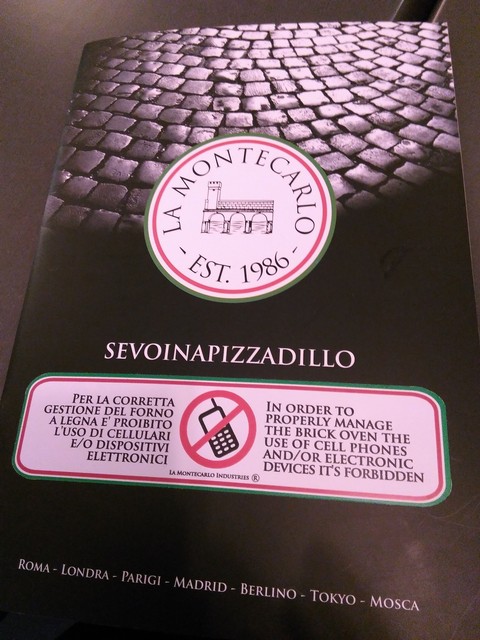 LA MONTECARLO
- EST. 1986 -
SEVOINAPIZZADILLO
PER LA CORRETTA
GESTIONE DEL FORNO
A LEGNA E' PROIBITO
L'USO DI CELLULARI
E/O DISPOSITIVI
ELETTRONICI
IN ORDER TO
PROPERLY MANAGE
THE BRICK OVEN THE
USE OF CELL PHONES
AND/OR ELECTRONIC
DEVICES IT'S FORBIDDEN
LA MONTECARLO INDUSTRIES ®
ROMA - LONDRA - PARIGI - MADRID - BERLINO - TOKYO - MOSCA